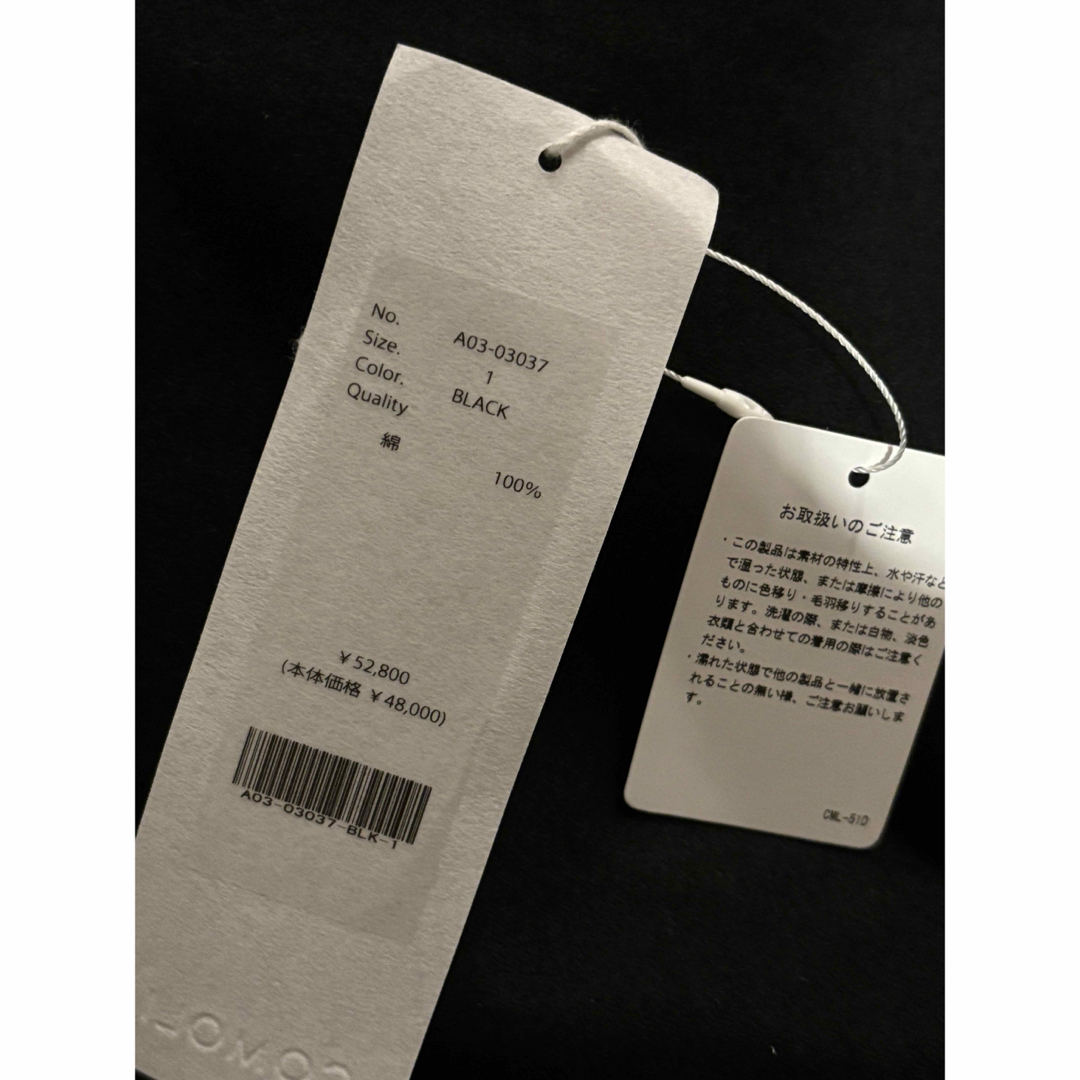 No. A03-03037
Size. 1
Color. BLACK
Quality
綿
100%
¥52,800
(本体価格 ¥48,000)
A03-03037-BLK-1
お取扱いのご注意
・この製品は素材の特性上、水や汗など
で湿った状態、または摩擦により他の
ものに色移り・毛羽移りすることがあ
ります。洗濯の際、または白物、淡色
衣類と合わせての着用の際はご注意く
ださい。
・濡れた状態で他の製品と一緒に放置さ
れることの無い様、ご注意お願いしま
す。
CML-51D